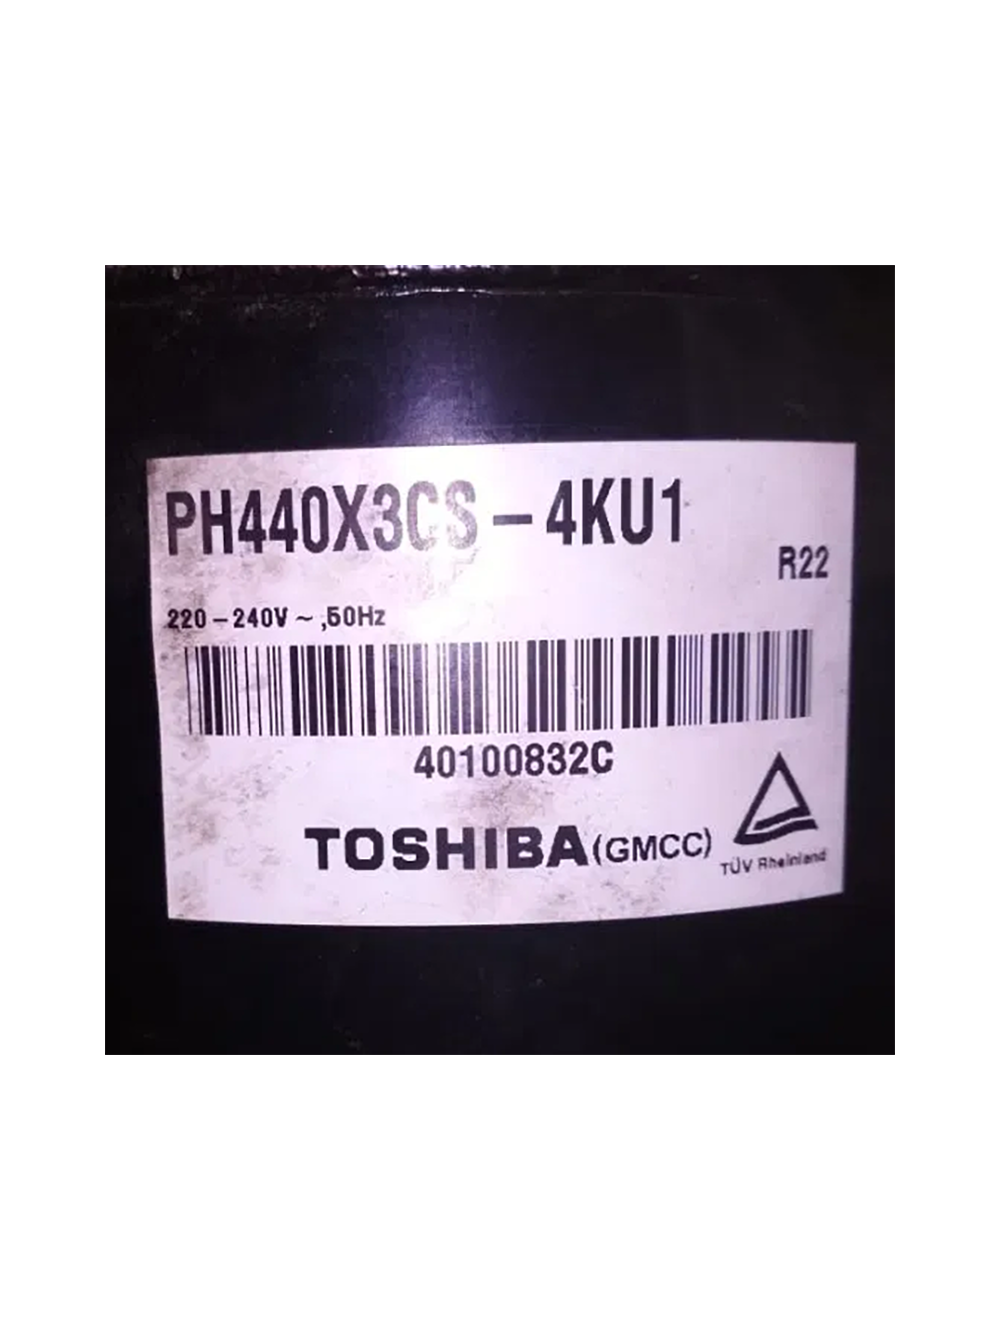 PH440X3CS-4KU1
R22
220-240V~,50Hz
40100832C
TOSHIBA(GMCC)
TÜV Rheinland